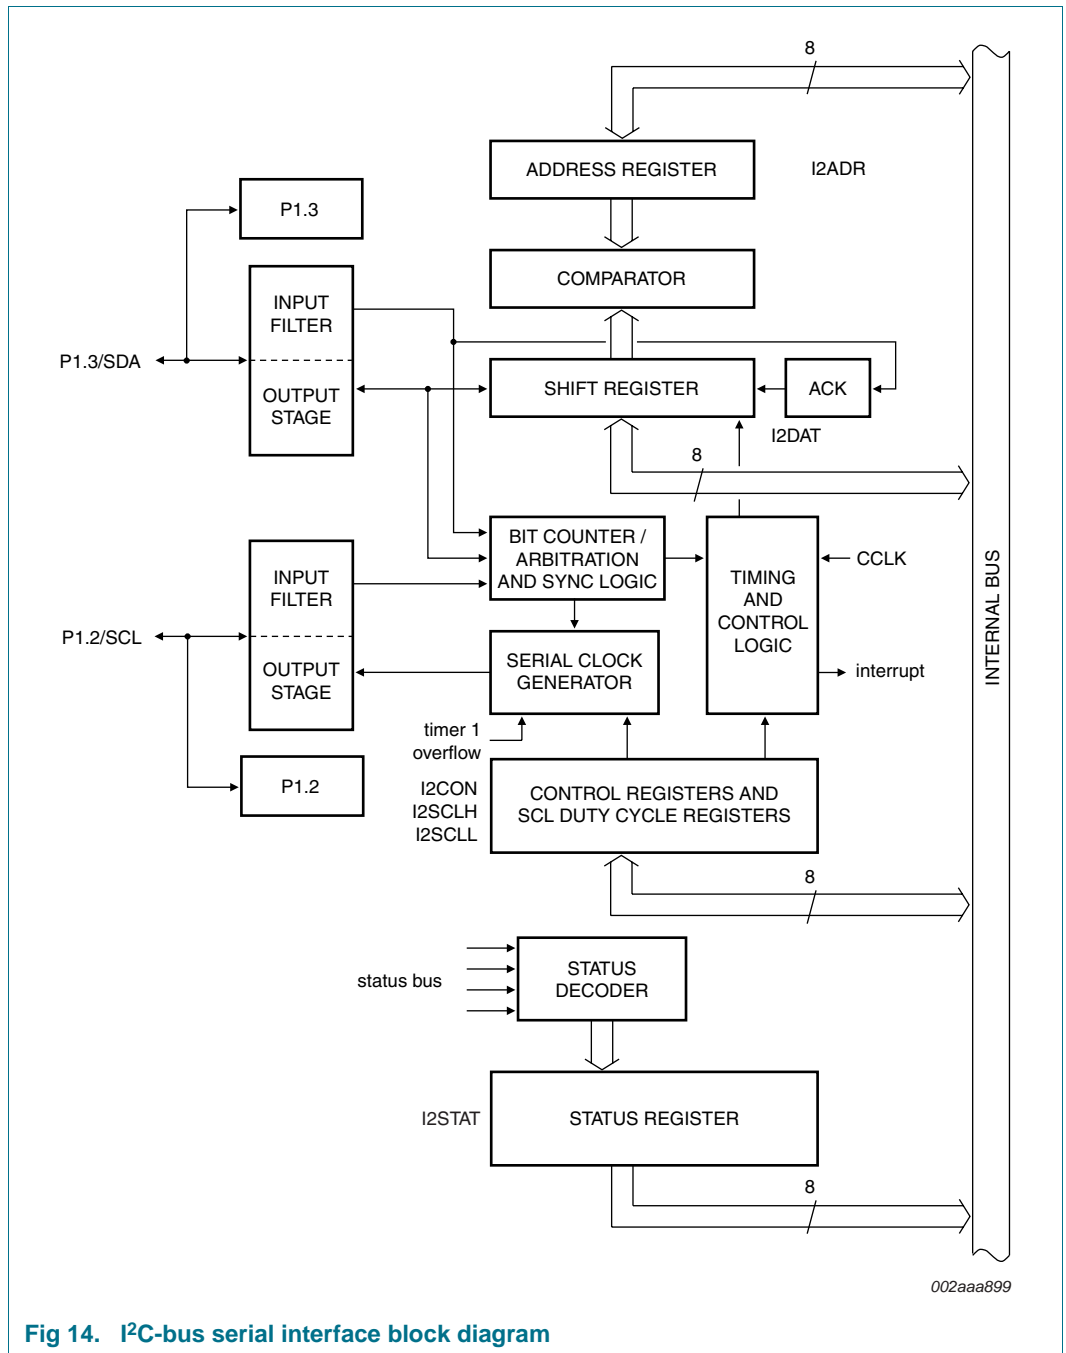 8
ADDRESS REGISTER
I2ADR
P1.3
COMPARATOR
INPUT
FILTER
P1.3/SDA
OUTPUT
STAGE
SHIFT REGISTER
ACK
I2DAT
8
BIT COUNTER /
ARBITRATION
AND SYNC LOGIC
INPUT
FILTER
TIMING
AND
CONTROL
LOGIC
CCLK
INTERNAL BUS
P1.2/SCL
OUTPUT
STAGE
SERIAL CLOCK
GENERATOR
interrupt
timer 1
overflow
P1.2
I2CON
I2SCLH
I2SCLL
CONTROL REGISTERS AND
SCL DUTY CYCLE REGISTERS
8
status bus
STATUS
DECODER
I2STAT
STATUS REGISTER
8
002aaa899
Fig 14. I²C-bus serial interface block diagram